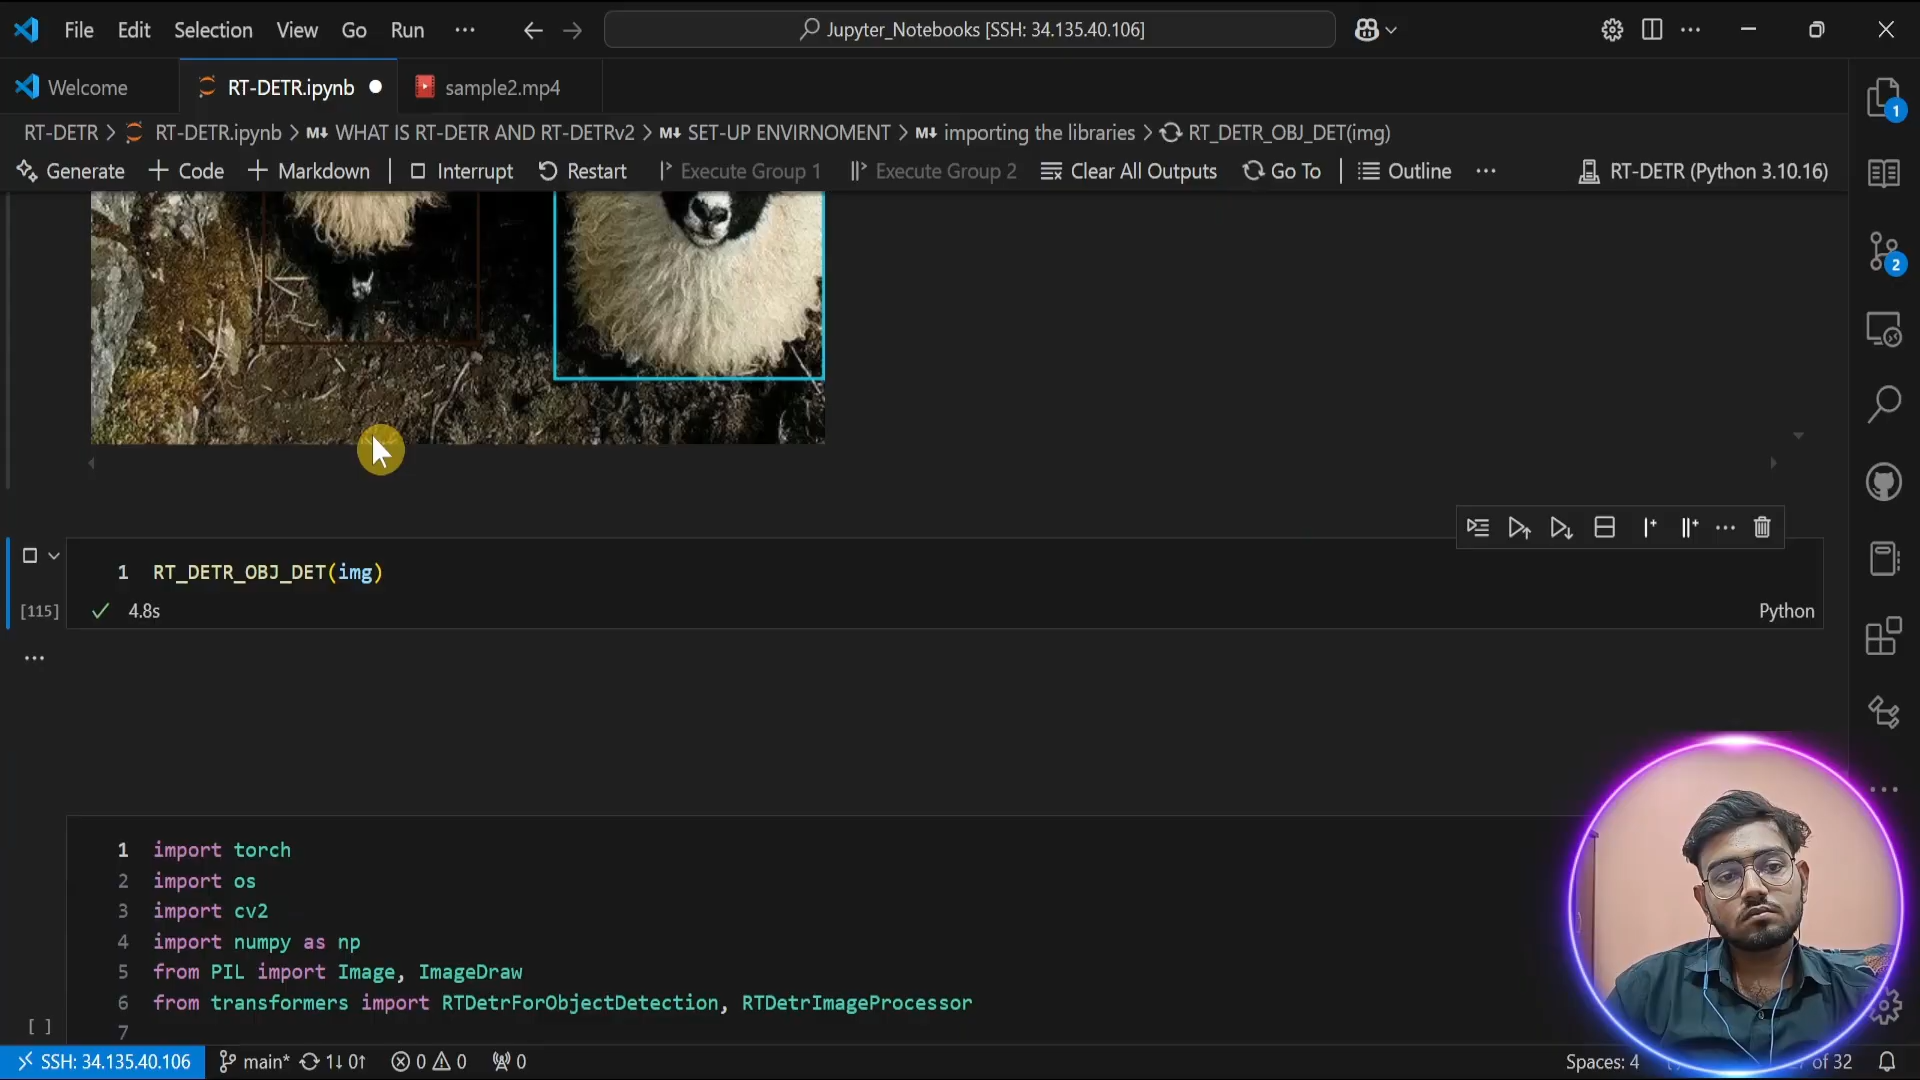 File Edit Selection View Go Run ··· Jupyter_Notebooks [SSH: 34.135.40.106]
Welcome RT-DETR.ipynb sample2.mp4
RT-DETR > RT-DETR.ipynb > M↓ WHAT IS RT-DETR AND RT-DETRv2 > M↓ SET-UP ENVIRNOMENT > M↓ importing the libraries > RT_DETR_OBJ_DET(img)
Generate + Code + Markdown | Interrupt Restart Execute Group 1 Execute Group 2 Clear All Outputs Go To | Outline ··· RT-DETR (Python 3.10.16)
1
2
1 RT_DETR_OBJ_DET(img)
[115] ✓ 4.8s Python
···
1 import torch
2 import os
3 import cv2
4 import numpy as np
5 from PIL import Image, ImageDraw
6 from transformers import RTDetrForObjectDetection, RTDetrImageProcessor
[ ] 7
SSH: 34.135.40.106 main* 1↓ 0↑ 0 0 0 Spaces: 4 of 32